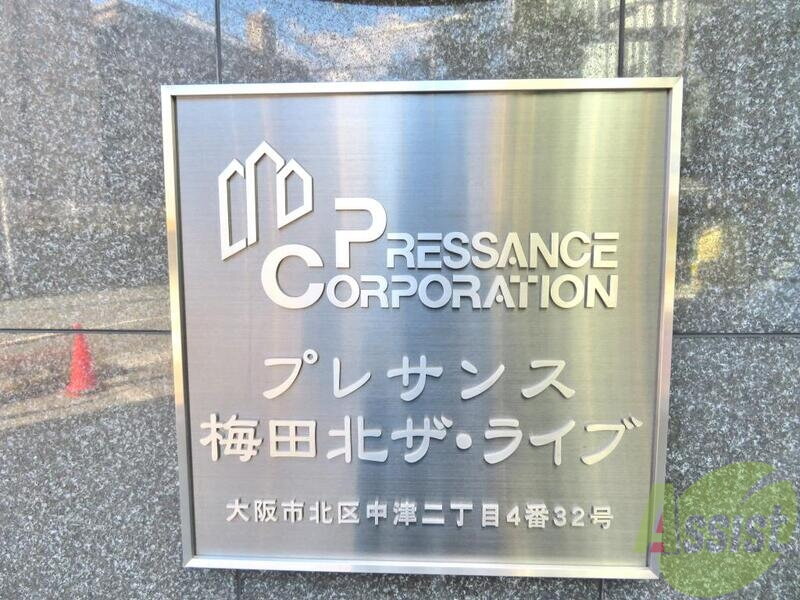 PRESSANCE
CORPORATION
プレサンス
梅田北ザ・ライブ
大阪市北区中津二丁目4番32号
Assist